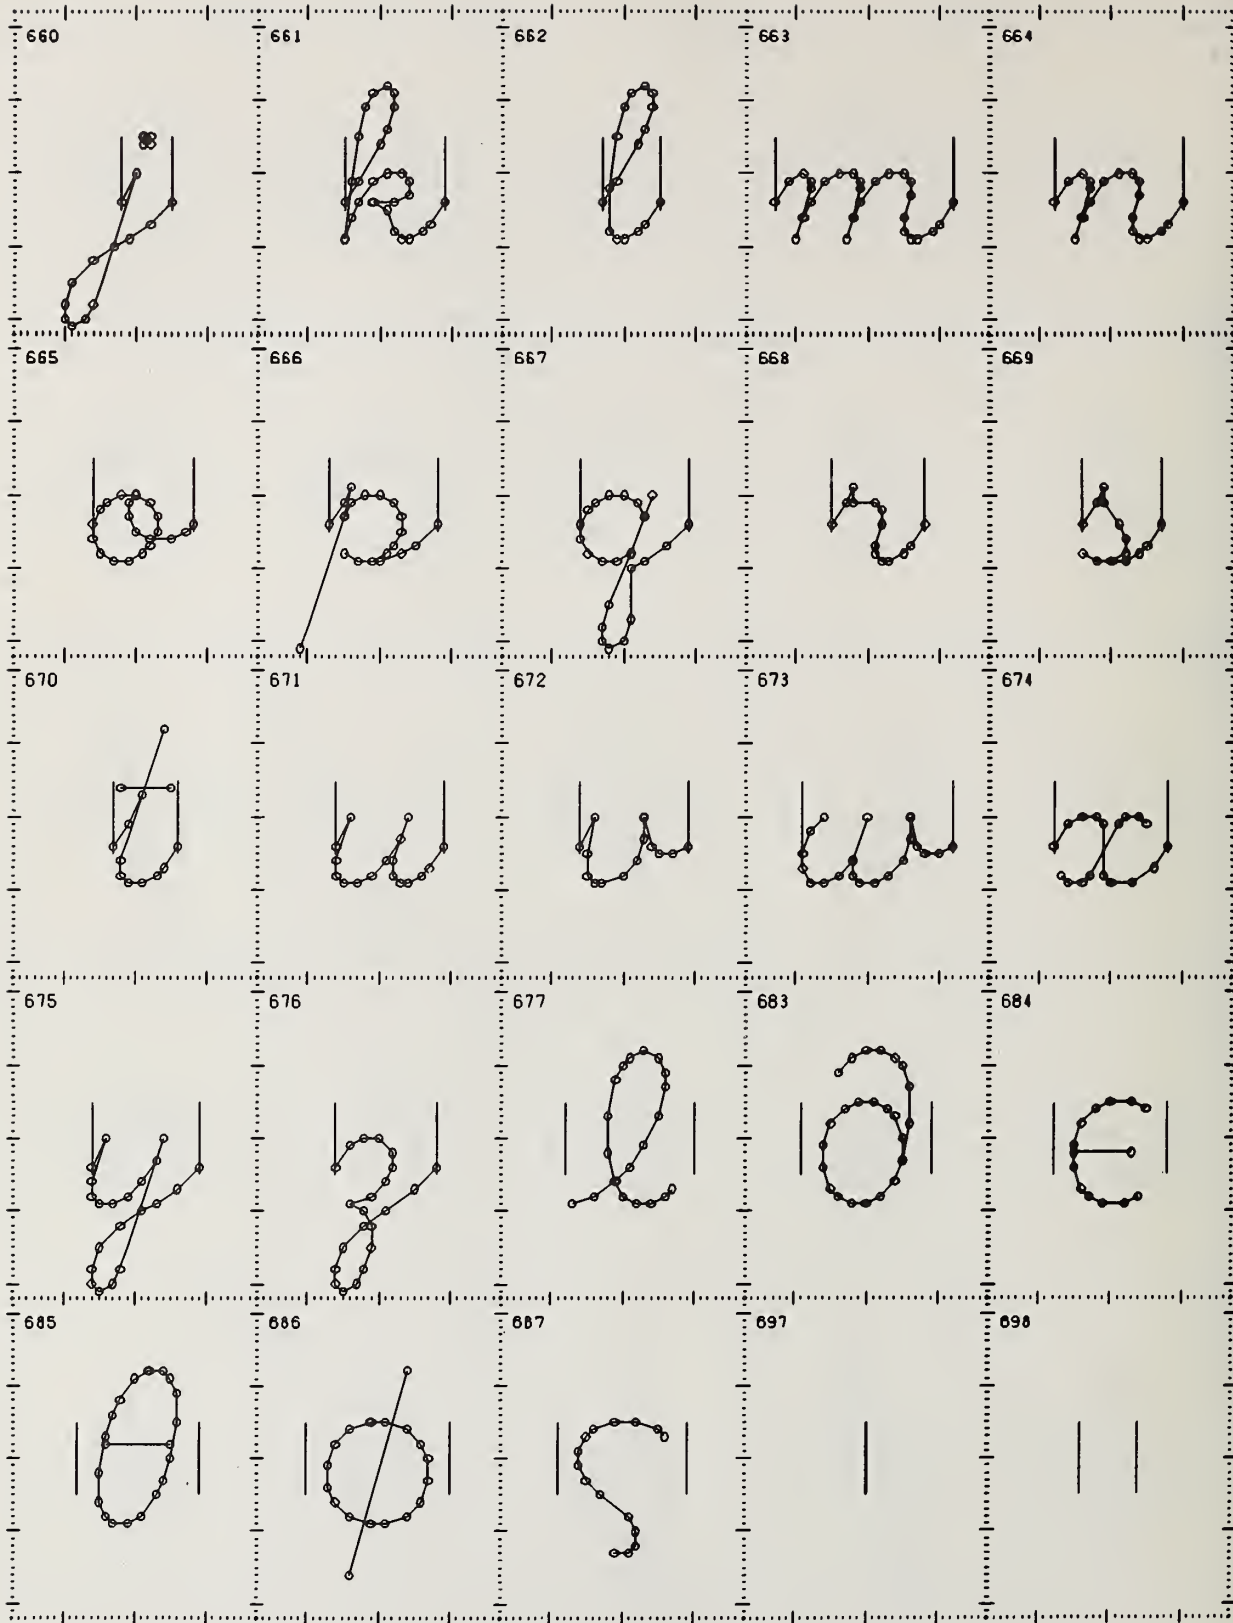 660 661 662 663 664
j k l m n
665 666 667 668 669
o p q r s
670 671 672 673 674
t u v w x
675 676 677 683 684
y z ℓ ∂ ϵ
685 686 687 697 698
θ ϕ ς